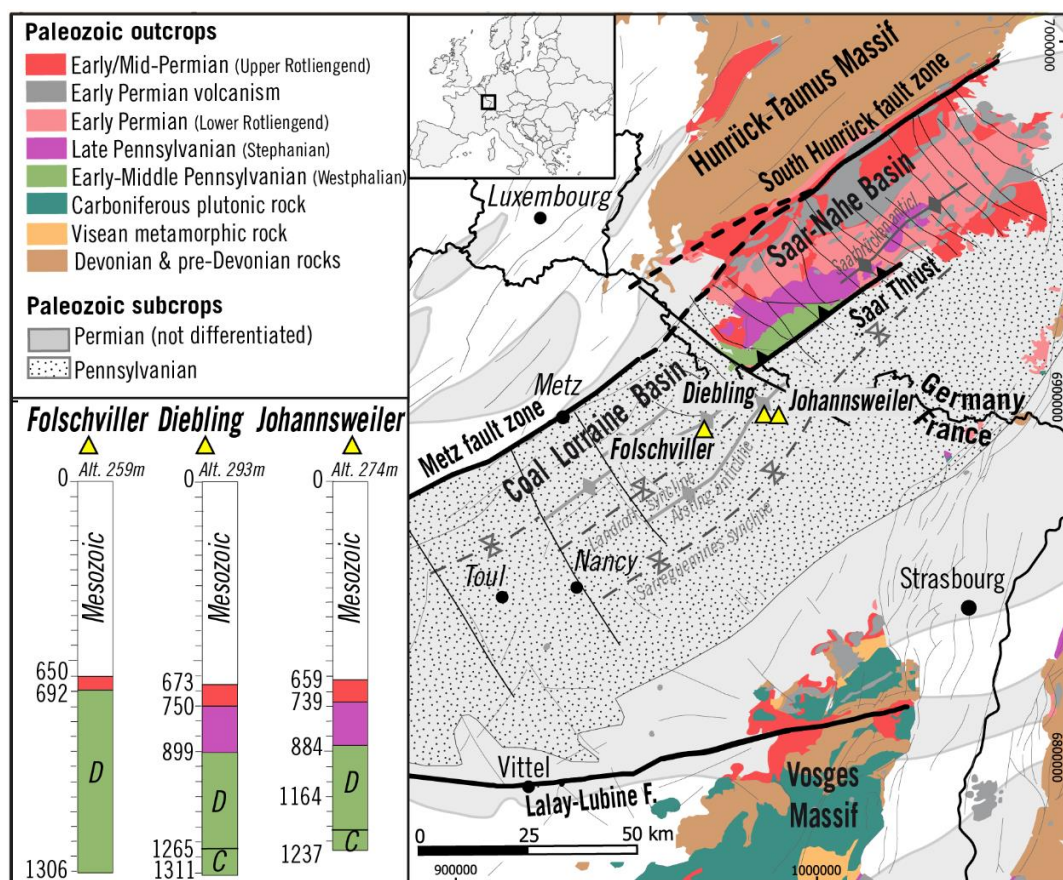 Paleozoic outcrops
Early/Mid-Permian (Upper Rotliengend)
Early Permian volcanism
Early Permian (Lower Rotliengend)
Late Pennsylvanian (Stephanian)
Early-Middle Pennsylvanian (Westphalian)
Carboniferous plutonic rock
Visean metamorphic rock
Devonian & pre-Devonian rocks
Paleozoic subcrops
Permian (not differentiated)
Pennsylvanian
Folschviller Diebling Johannsweiler
Alt. 259m Alt. 293m Alt. 274m
0 0 0
Mesozoic Mesozoic Mesozoic
650
692
D
1306
673
750
899
D
1265
C
1311
659
739
884
D
1164
C
1237
Hunrück-Taunus Massif
South Hunrück fault zone
Saar-Nahe Basin
Saar Thrust
Luxembourg
Metz
Metz fault zone
Coal Lorraine Basin
Diebling
Johannsweiler
Folschviller
Germany
France
Sarreguemines syncline
Toul
Nancy
Strasbourg
Vittel
Lalay-Lubine F.
Vosges
Massif
0 25 50 km
900000
1000000
7000000
6900000
6800000